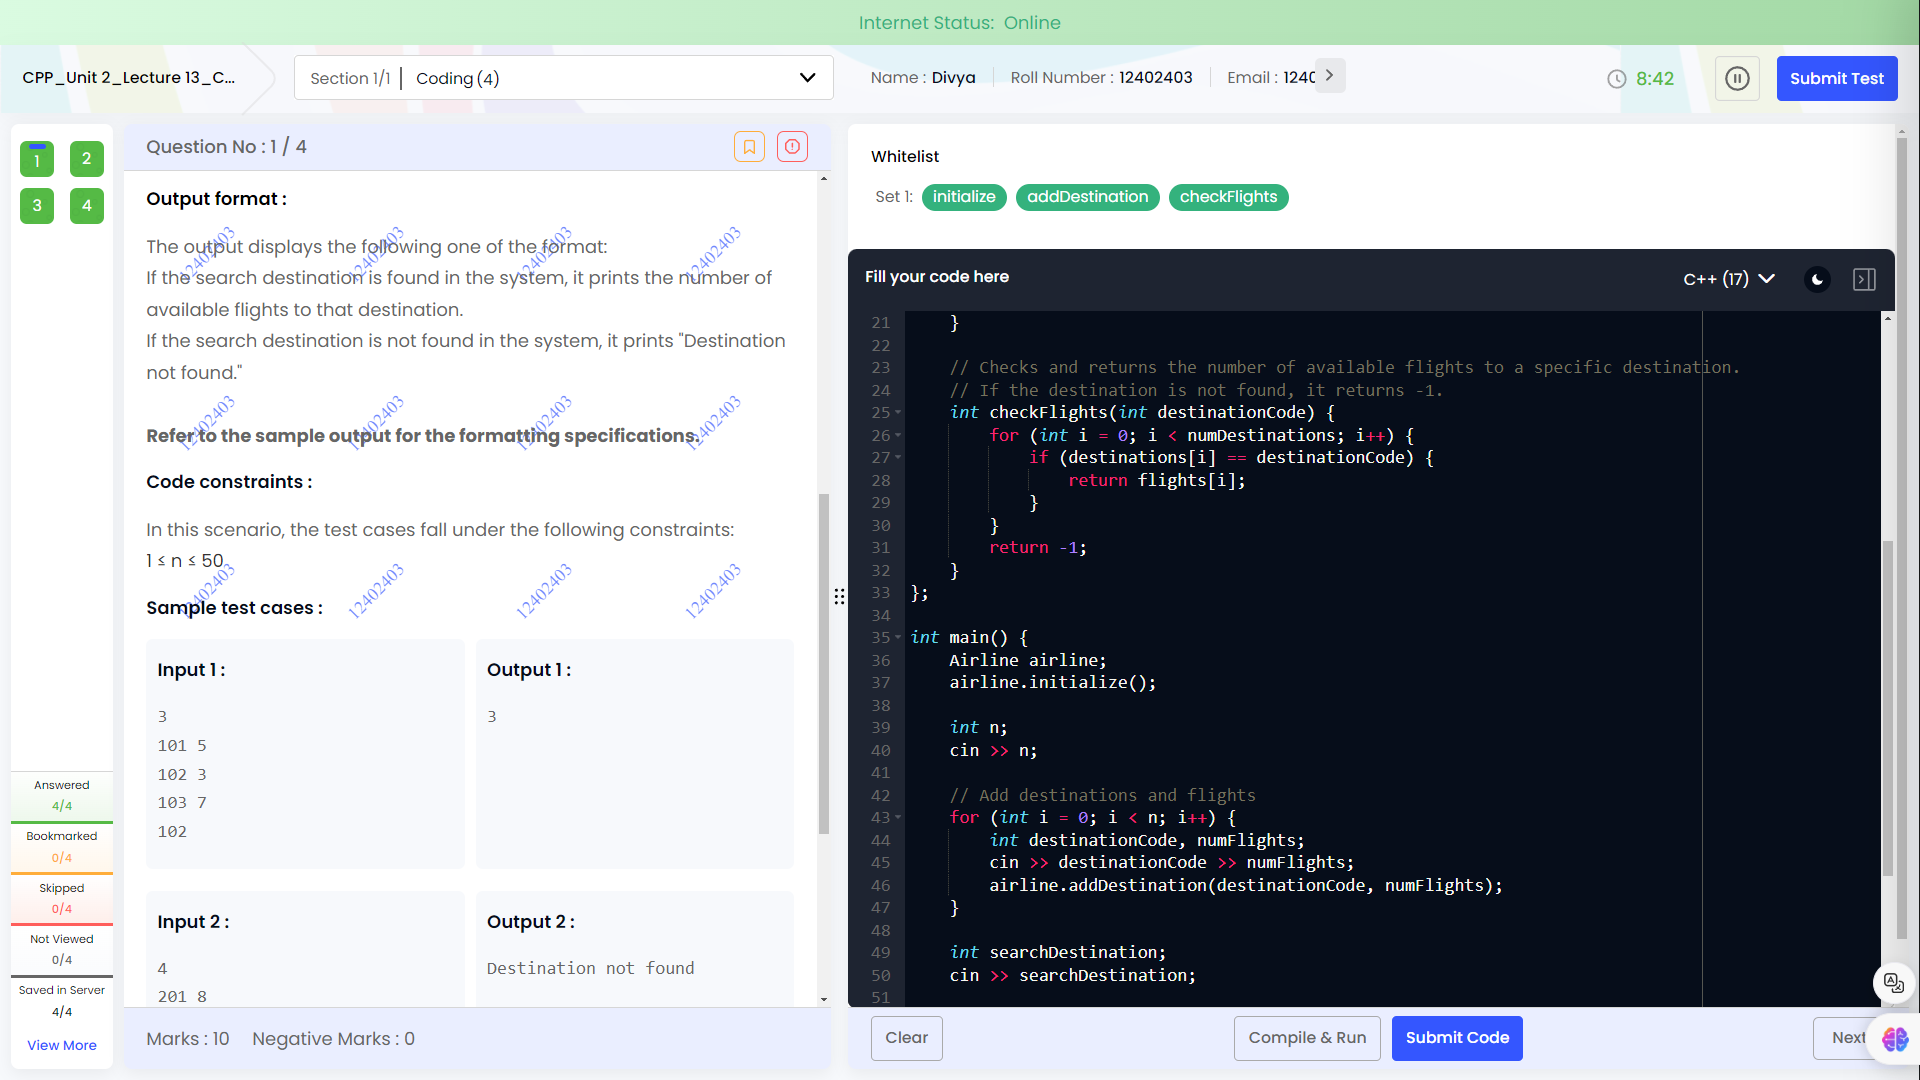 Internet Status: Online
CPP_Unit 2_Lecture 13_C...
Section 1/1 | Coding (4)
Name : Divya
Roll Number : 12402403
Email : 1240
8:42
Submit Test
1
2
3
4
Answered
4/4
Bookmarked
0/4
Skipped
0/4
Not Viewed
0/4
Saved in Server
4/4
View More
Question No : 1 / 4
Output format :
The output displays the following one of the format:
If the search destination is found in the system, it prints the number of
available flights to that destination.
If the search destination is not found in the system, it prints "Destination
not found."
Refer to the sample output for the formatting specifications.
Code constraints :
In this scenario, the test cases fall under the following constraints:
1 ≤ n ≤ 50
Sample test cases :
Input 1 :
3
101 5
102 3
103 7
102
Output 1 :
3
Input 2 :
4
201 8
Output 2 :
Destination not found
12402403 12402403 12402403 12402403
12402403 12402403 12402403 12402403
12402403 12402403 12402403 12402403
Marks : 10 Negative Marks : 0
Whitelist
Set 1: initialize addDestination checkFlights
Fill your code here
C++ (17)
21     }
22
23     // Checks and returns the number of available flights to a specific destination.
24     // If the destination is not found, it returns -1.
25     int checkFlights(int destinationCode) {
26         for (int i = 0; i < numDestinations; i++) {
27             if (destinations[i] == destinationCode) {
28                 return flights[i];
29             }
30         }
31         return -1;
32     }
33 };
34
35 int main() {
36     Airline airline;
37     airline.initialize();
38
39     int n;
40     cin >> n;
41
42     // Add destinations and flights
43     for (int i = 0; i < n; i++) {
44         int destinationCode, numFlights;
45         cin >> destinationCode >> numFlights;
46         airline.addDestination(destinationCode, numFlights);
47     }
48
49     int searchDestination;
50     cin >> searchDestination;
51
Clear
Compile & Run
Submit Code
Next